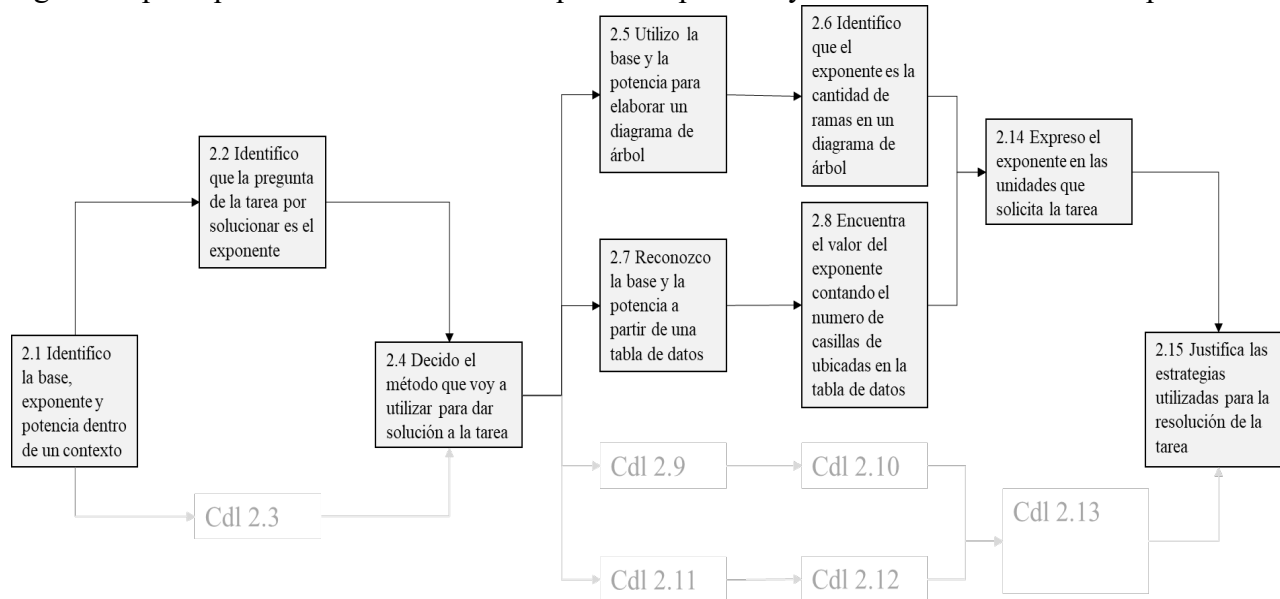 2.5 Utilizo la
base y la
potencia para
elaborar un
diagrama de
árbol
2.6 Identifico
que el
exponente es la
cantidad de
ramas en un
diagrama de
árbol
2.2 Identifico
que la pregunta
de la tarea por
solucionar es el
exponente
2.14 Expreso el
exponente en las
unidades que
solicita la tarea
2.7 Reconozco
la base y la
potencia a
partir de una
tabla de datos
2.8 Encuentra
el valor del
exponente
contando el
numero de
casillas de
ubicadas en la
tabla de datos
2.1 Identifico
la base,
exponente y
potencia dentro
de un contexto
2.4 Decido el
método que voy a
utilizar para dar
solución a la tarea
2.15 Justifica las
estrategias
utilizadas para la
resolución de la
tarea
Cdl 2.3
Cdl 2.9
Cdl 2.10
Cdl 2.13
Cdl 2.11
Cdl 2.12